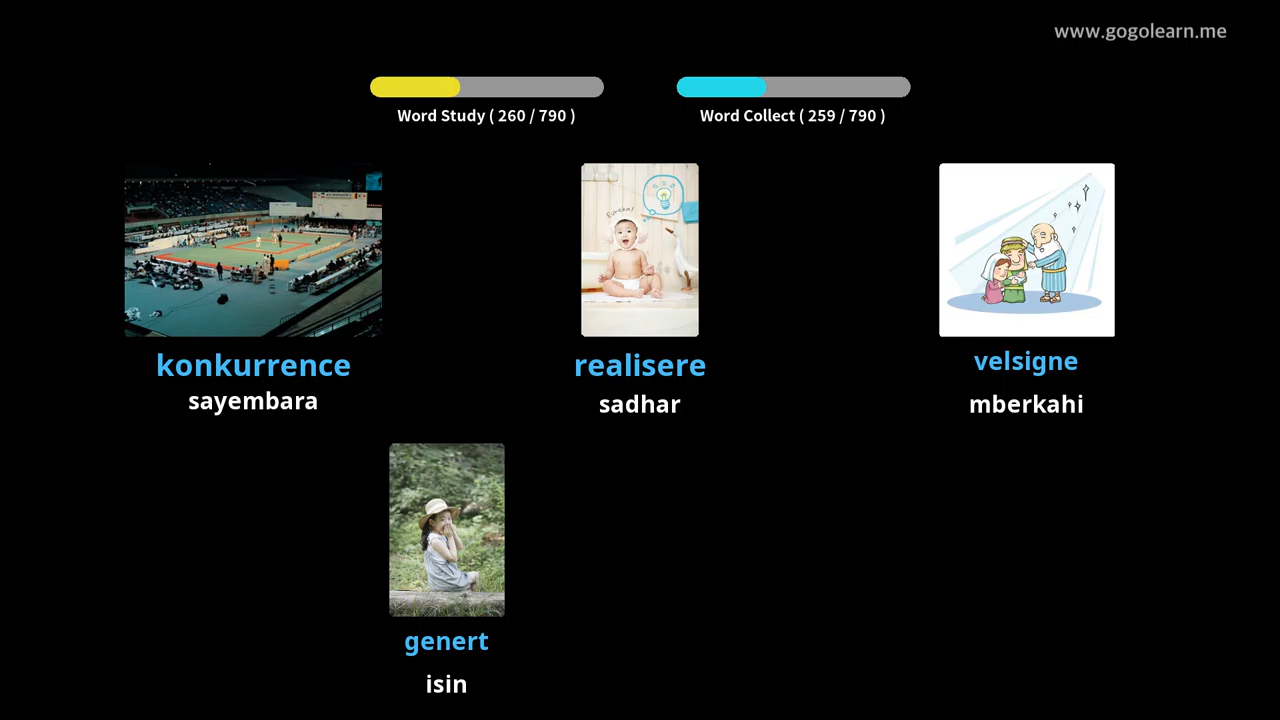 www.gogolearn.me
Word Study ( 260 / 790 )
Word Collect ( 259 / 790 )
Eureka!
konkurrence
sayembara
realisere
sadhar
velsigne
mberkahi
genert
isin